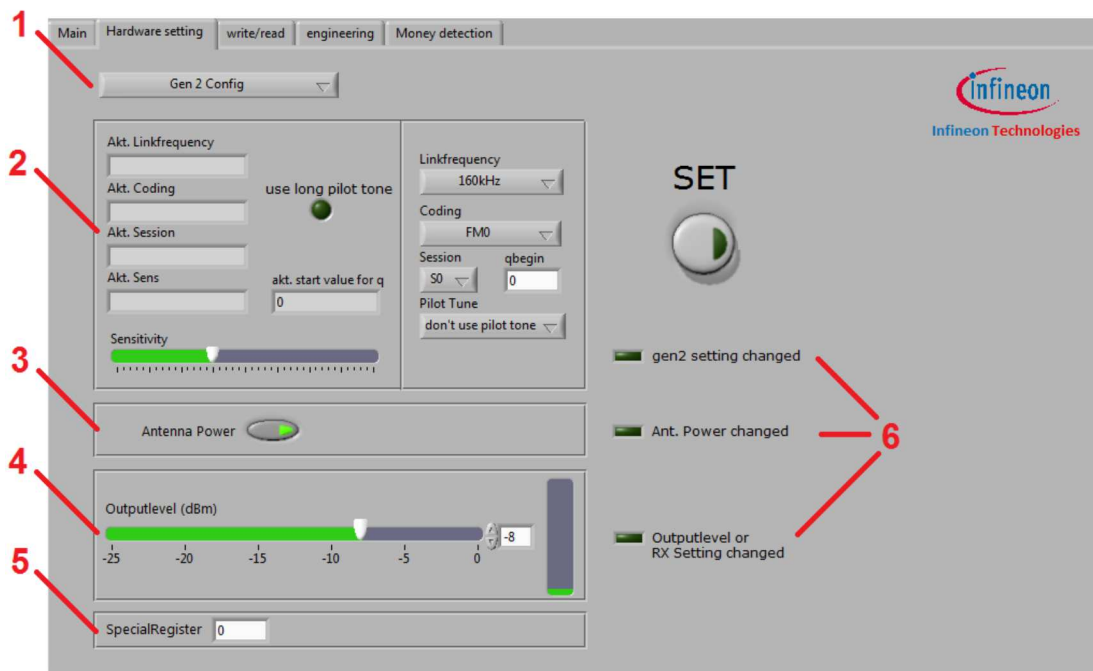 1
Main
Hardware setting
write/read
engineering
Money detection
Gen 2 Config
infineon
Infineon Technologies
2
Akt. Linkfrequency
Akt. Coding
Akt. Session
Akt. Sens
use long pilot tone
akt. start value for q
0
Sensitivity
Linkfrequency
160kHz
Coding
FM0
Session
qbegin
S0
0
Pilot Tune
don't use pilot tone
SET
gen2 setting changed
3
Antenna Power
Ant. Power changed
6
4
Outputlevel (dBm)
-8
-25
-20
-15
-10
-5
0
Outputlevel or
RX Setting changed
5
SpecialRegister
0